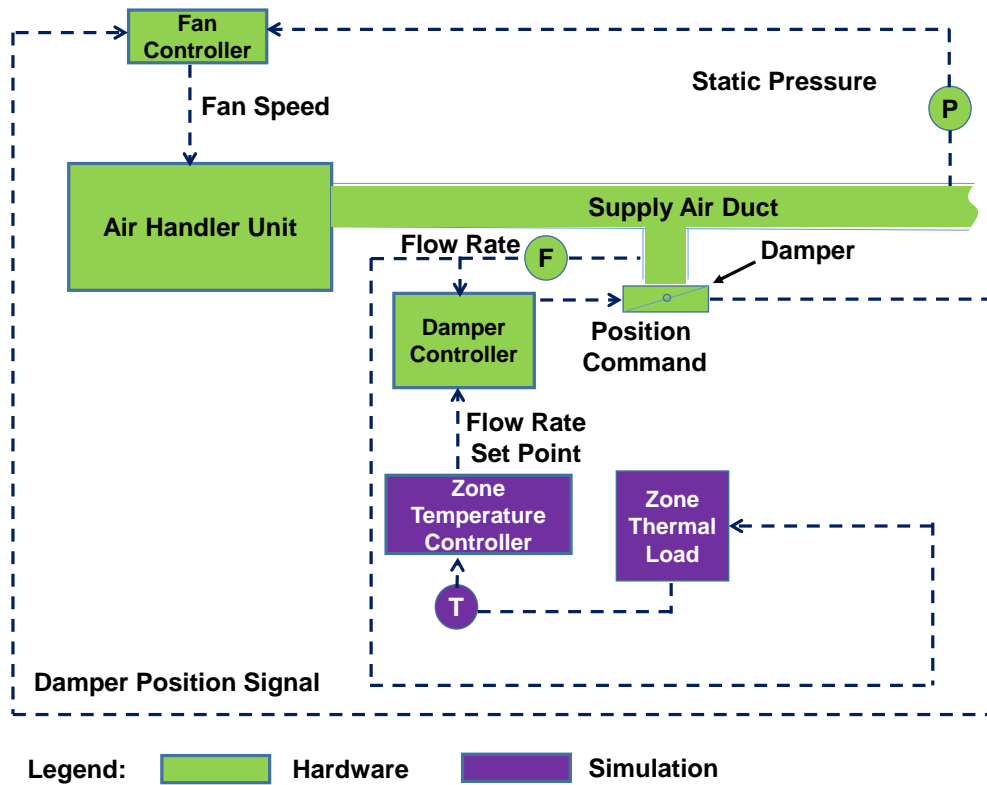 Fan
Controller
Static Pressure
Fan Speed
P
Air Handler Unit
Supply Air Duct
Flow Rate
F
Damper
Damper
Controller
Position
Command
Flow Rate
Set Point
Zone
Temperature
Controller
Zone
Thermal
Load
T
Damper Position Signal
Legend:
Hardware
Simulation